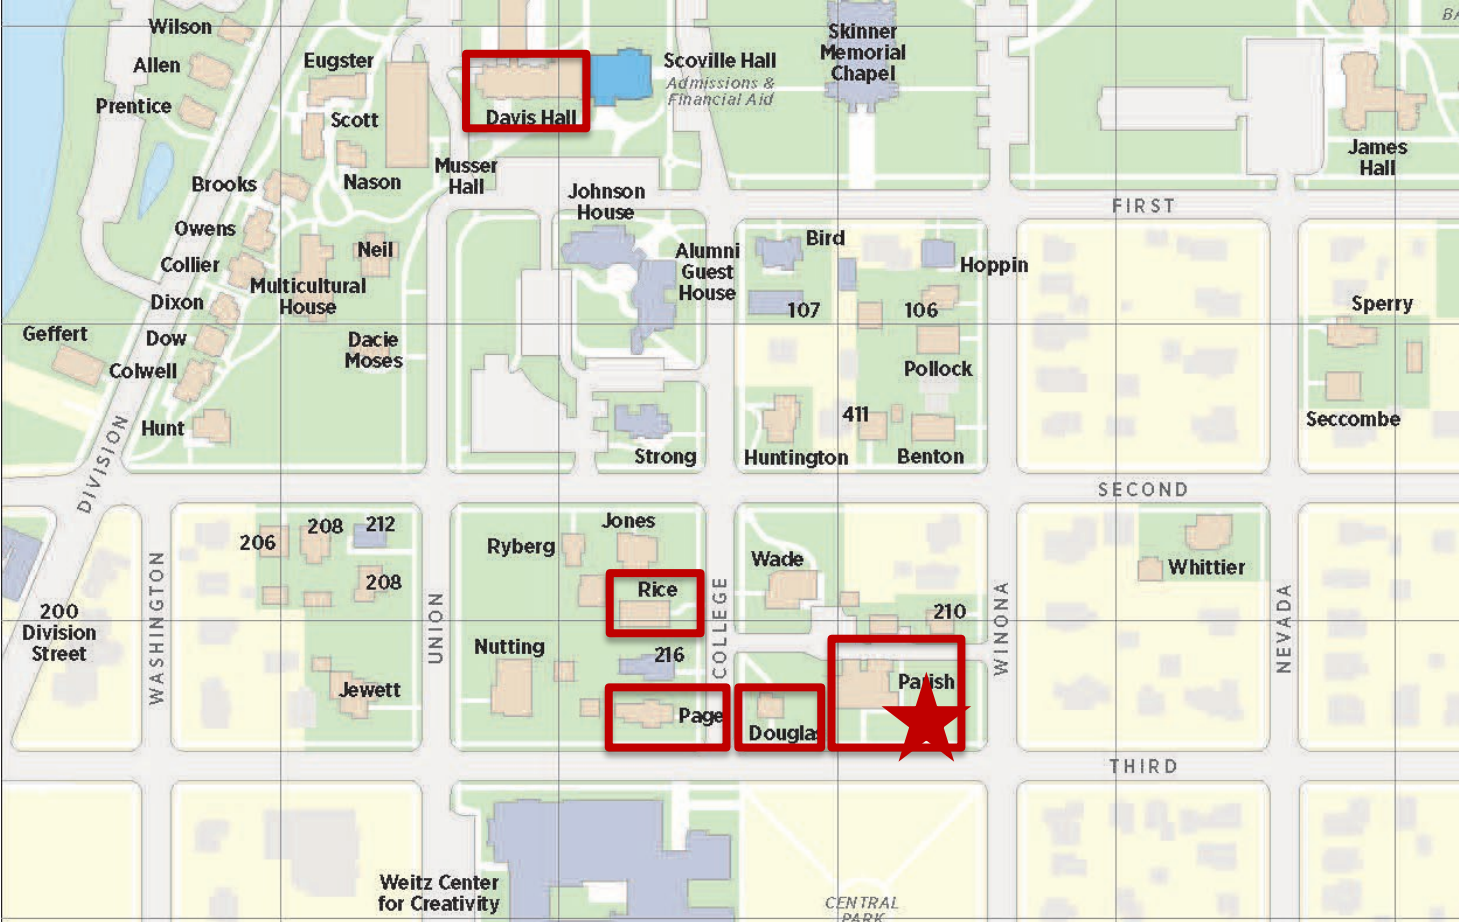 Wilson
Allen
Prentice
Eugster
Scott
Nason
Davis Hall
Scoville Hall
Admissions &
Financial Aid
Skinner
Memorial
Chapel
James
Hall
Musser
Hall
Brooks
Owens
Collier
Dixon
Multicultural
House
Neil
Johnson
House
Alumni
Guest
House
Bird
107
Hoppin
106
FIRST
Geffert
Dow
Colwell
Dacie
Moses
Pollock
Sperry
Hunt
Strong
Huntington
411
Benton
Seccombe
DIVISION
SECOND
206
208
212
208
Ryberg
Jones
Rice
Wade
210
Whittier
200
Division
Street
WASHINGTON
UNION
COLLEGE
WINONA
NEVADA
Nutting
216
Jewett
Page
Dougla
THIRD
Weitz Center
for Creativity
CENTRAL
PARK